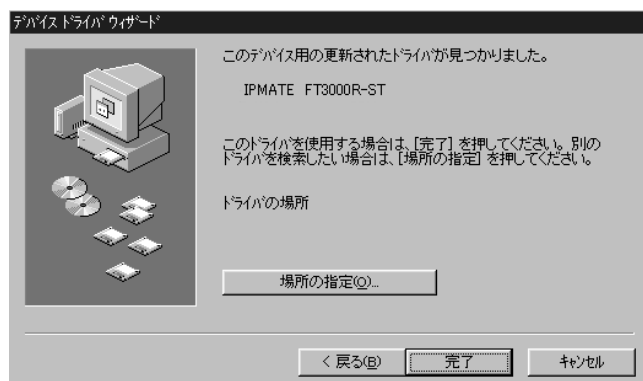 ﾃﾞﾊﾞｲｽ ﾄﾞﾗｲﾊﾞ ｳｨｻﾞｰﾄﾞ
このﾃﾞﾊﾞｲｽ用の更新されたﾄﾞﾗｲﾊﾞが見つかりました。
IPMATE FT3000R-ST
このﾄﾞﾗｲﾊﾞを使用する場合は、[完了] を押してください。別の
ﾄﾞﾗｲﾊﾞを検索したい場合は、[場所の指定] を押してください。
ﾄﾞﾗｲﾊﾞの場所
場所の指定(O)...
< 戻る(B)
完了
ｷｬﾝｾﾙ